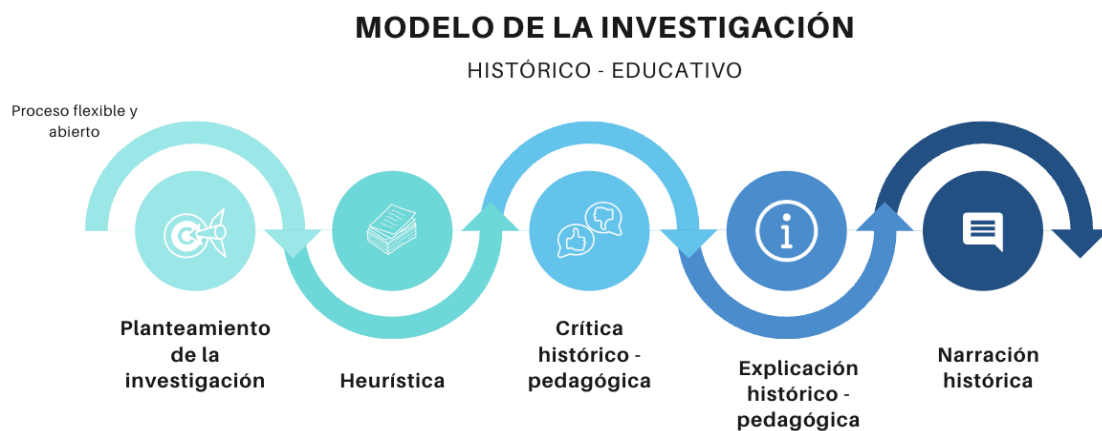 MODELO DE LA INVESTIGACIÓN
HISTÓRICO - EDUCATIVO
Proceso flexible y
abierto
Planteamiento
de la
investigación
Heurística
Crítica
histórico -
pedagógica
Explicación
histórico -
pedagógica
Narración
histórica